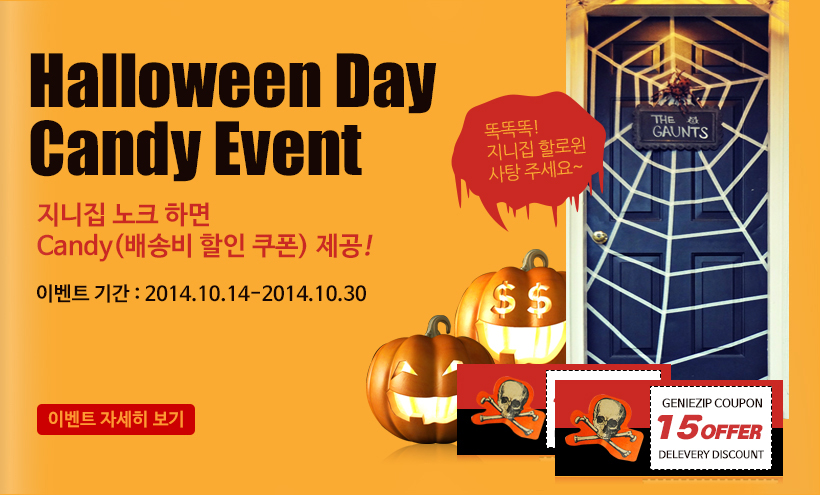 Halloween Day
Candy Event
지니집 노크 하면
Candy(배송비 할인 쿠폰) 제공!
이벤트 기간 : 2014.10.14-2014.10.30
이벤트 자세히 보기
똑똑똑!
지니집 할로윈
사탕 주세요~
THE
GAUNTS
$ $
GENIEZIP COUPON
15OFFER
DELEVERY DISCOUNT